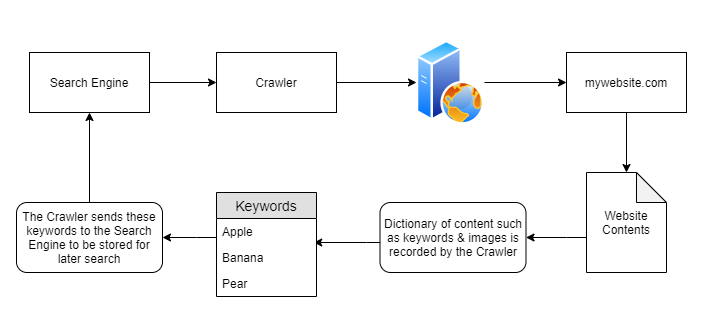 Search Engine
Crawler
mywebsite.com
Website
Contents
Dictionary of content such
as keywords & images is
recorded by the Crawler
Keywords
Apple
Banana
Pear
The Crawler sends these
keywords to the Search
Engine to be stored for
later search